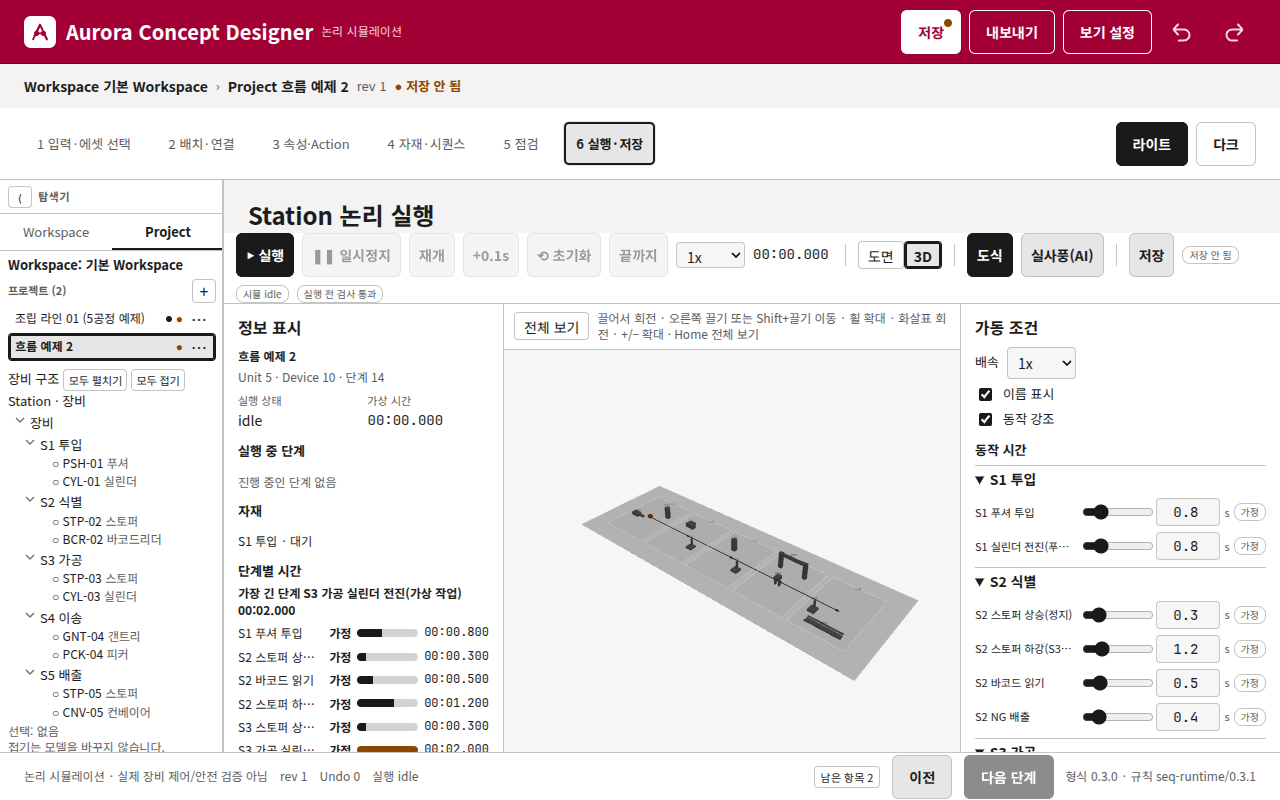 Aurora Concept Designer 논리 시뮬레이션
저장 내보내기 보기 설정
Workspace 기본 Workspace › Project 흐름 예제 2 rev 1 ● 저장 안 됨
1 입력·에셋 선택 2 배치·연결 3 속성·Action 4 자재·시퀀스 5 점검 6 실행·저장 라이트 다크
⟨ 탐색기
Workspace Project
Workspace: 기본 Workspace
프로젝트 (2) +
조립 라인 01 (5공정 예제) ● ● ···
흐름 예제 2 ● ···
장비 구조 모두 펼치기 모두 접기
Station · 장비
장비
S1 투입
○ PSH-01 푸셔
○ CYL-01 실린더
S2 식별
○ STP-02 스토퍼
○ BCR-02 바코드리더
S3 가공
○ STP-03 스토퍼
○ CYL-03 실린더
S4 이송
○ GNT-04 갠트리
○ PCK-04 피커
S5 배출
○ STP-05 스토퍼
○ CNV-05 컨베이어
선택: 없음
접기는 모델을 바꾸지 않습니다.
Station 논리 실행
▸ 실행 ❚❚ 일시정지 재개 +0.1s ⟲ 초기화 끝까지 1x 00:00.000 도면 3D 도식 실사풍(AI) 저장 저장 안 됨
시뮬 idle 실행 전 검사 통과
정보 표시
흐름 예제 2
Unit 5 · Device 10 · 단계 14
실행 상태 가상 시간
idle 00:00.000
실행 중 단계
진행 중인 단계 없음
자재
S1 투입 · 대기
단계별 시간
가장 긴 단계 S3 가공 실린더 전진(가상 작업)
00:02.000
S1 푸셔 투입 가정 00:00.800
S2 스토퍼 상··· 가정 00:00.300
S2 바코드 읽기 가정 00:00.500
S2 스토퍼 하··· 가정 00:01.200
S3 스토퍼 상··· 가정 00:00.300
S3 가공 실린··· 가정 00:02.000
전체 보기 끌어서 회전 · 오른쪽 끌기 또는 Shift+끌기 이동 · 휠 확대 · 화살표 회
전 · +/− 확대 · Home 전체 보기
가동 조건
배속 1x
이름 표시
동작 강조
동작 시간
▼ S1 투입
S1 푸셔 투입 0.8 s 가정
S1 실린더 전진(푸··· 0.8 s 가정
▼ S2 식별
S2 스토퍼 상승(정지) 0.3 s 가정
S2 스토퍼 하강(S3··· 1.2 s 가정
S2 바코드 읽기 0.5 s 가정
S2 NG 배출 0.4 s 가정
▼ S3 가공
논리 시뮬레이션 · 실제 장비 제어/안전 검증 아님 rev 1 Undo 0 실행 idle 남은 항목 2 이전 다음 단계 형식 0.3.0 · 규칙 seq-runtime/0.3.1